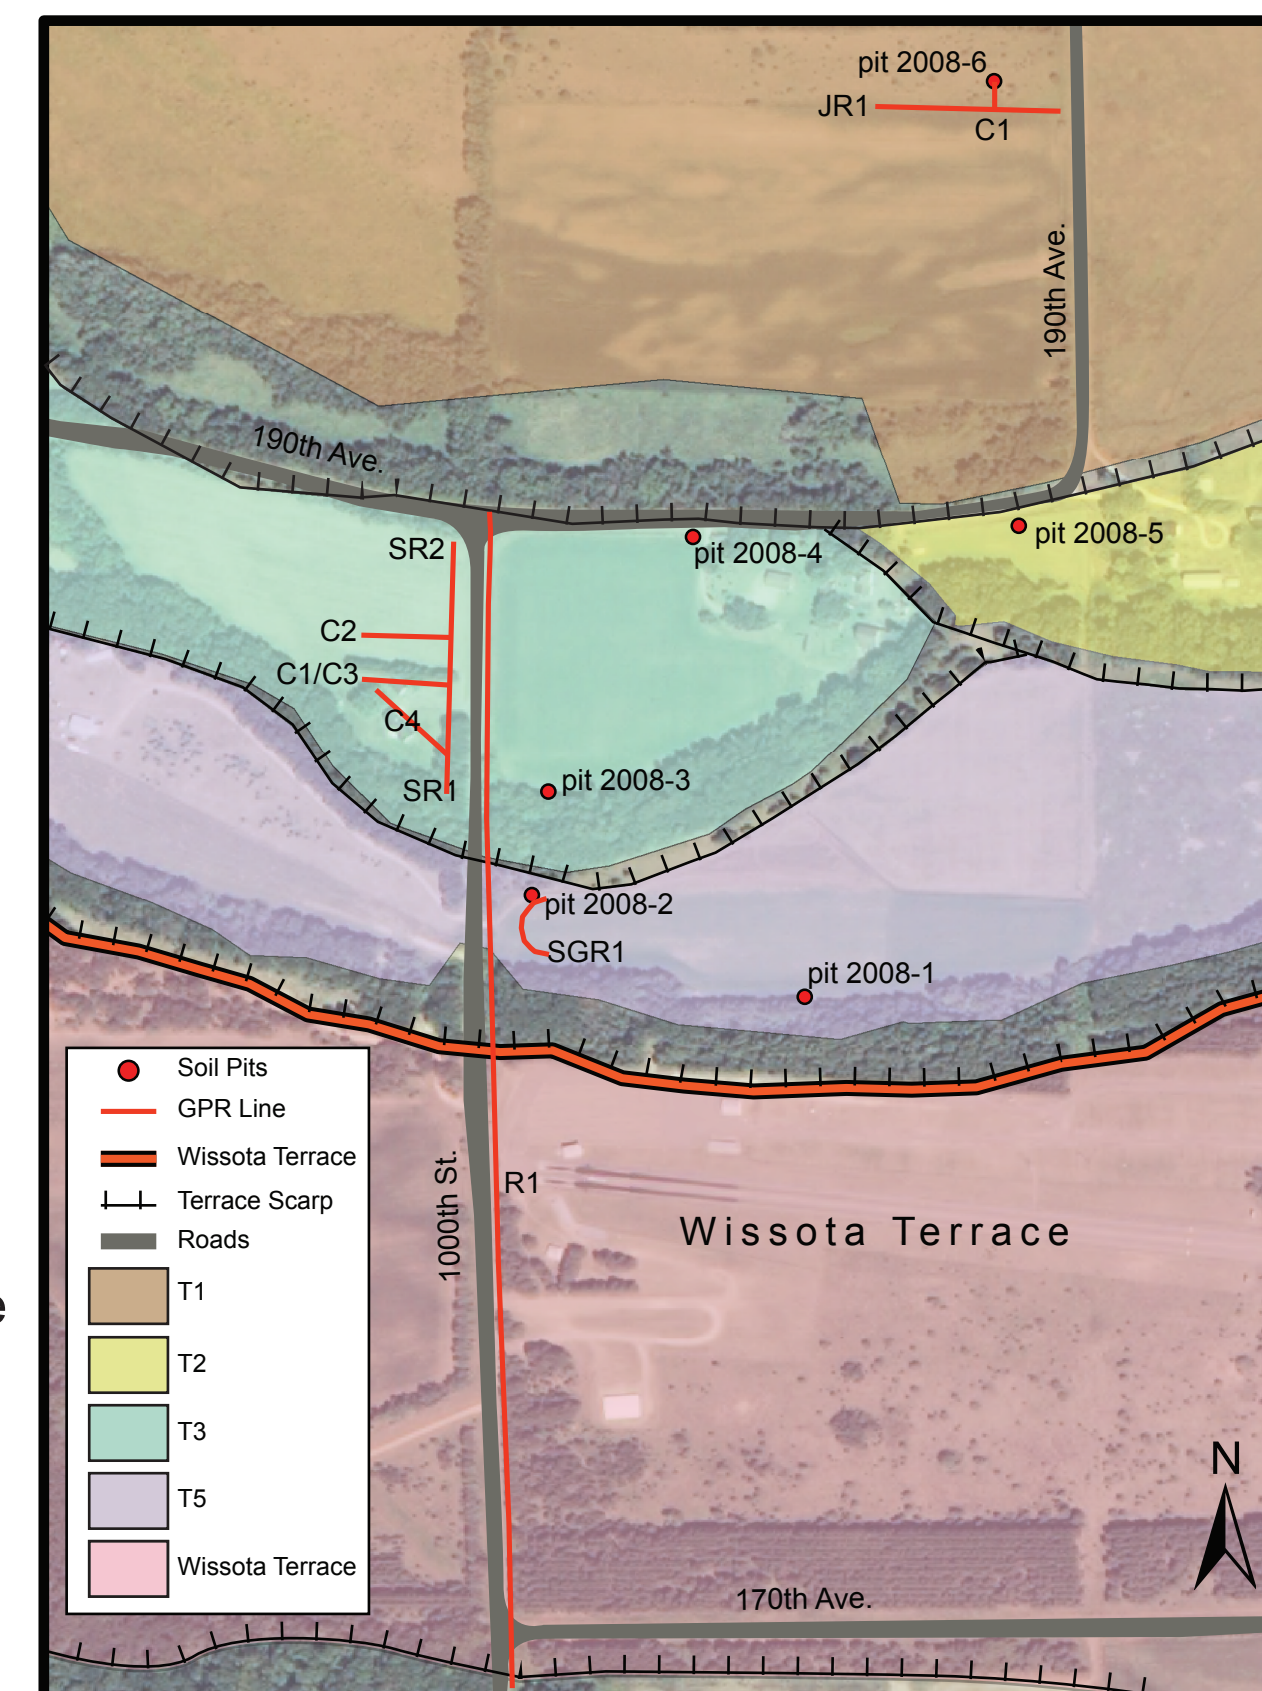 pit 2008-6
JR1
C1
190th Ave.
190th Ave.
SR2
pit 2008-4
pit 2008-5
C2
C1/C3
C4
SR1
pit 2008-3
pit 2008-2
SGR1
pit 2008-1
Soil Pits
GPR Line
Wissota Terrace
Terrace Scarp
Roads
T1
T2
T3
T5
Wissota Terrace
1000th St.
R1
Wissota Terrace
N
170th Ave.
e